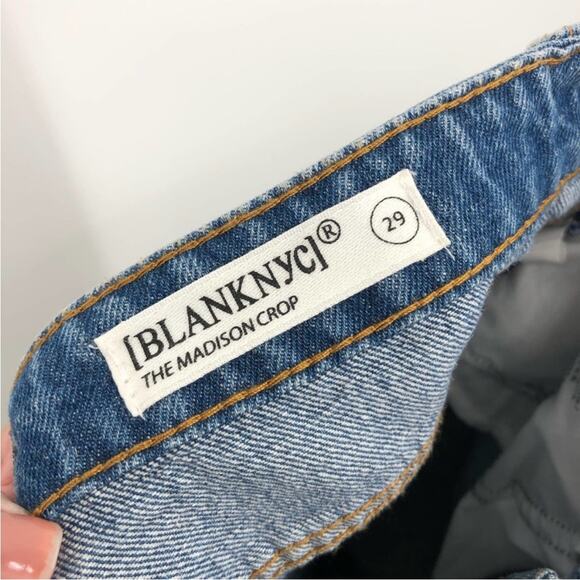 [BLANKNYC]®
THE MADISON CROP
29